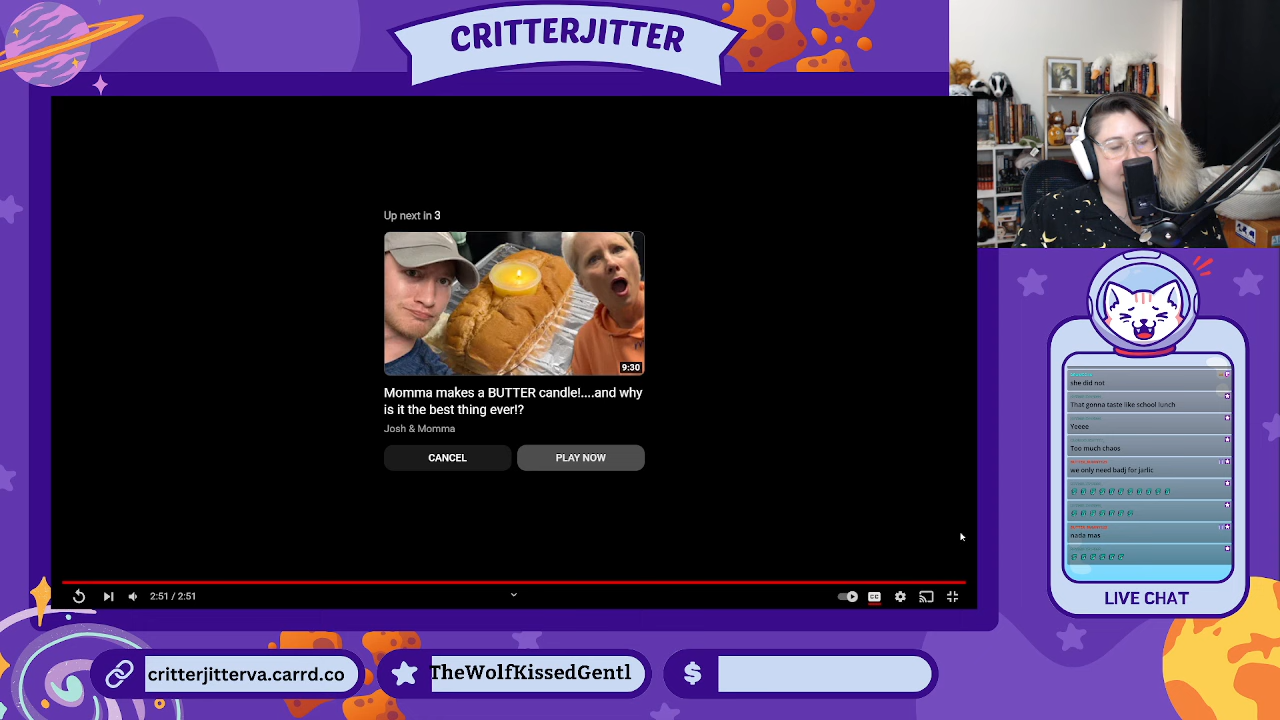 CRITTERJITTER
Up next in 3
9:30
Momma makes a BUTTER candle!....and why
is it the best thing ever!?
Josh & Momma
CANCEL
PLAY NOW
2:51 / 2:51
CC
she did not
That gonna taste like school lunch
Yeeee
Too much chaos
we only need badj for jarlic
nada mas
LIVE CHAT
critterjitterva.carrd.co
TheWolfKissedGentl
$